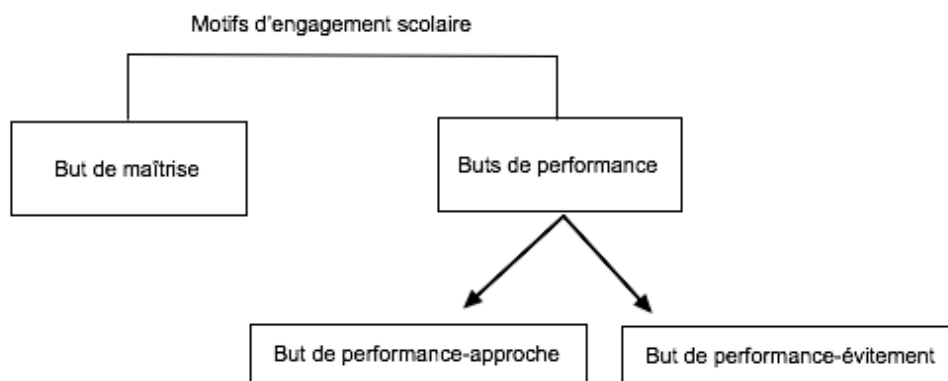 Motifs d'engagement scolaire
But de maîtrise
Buts de performance
But de performance-approche
But de performance-évitement